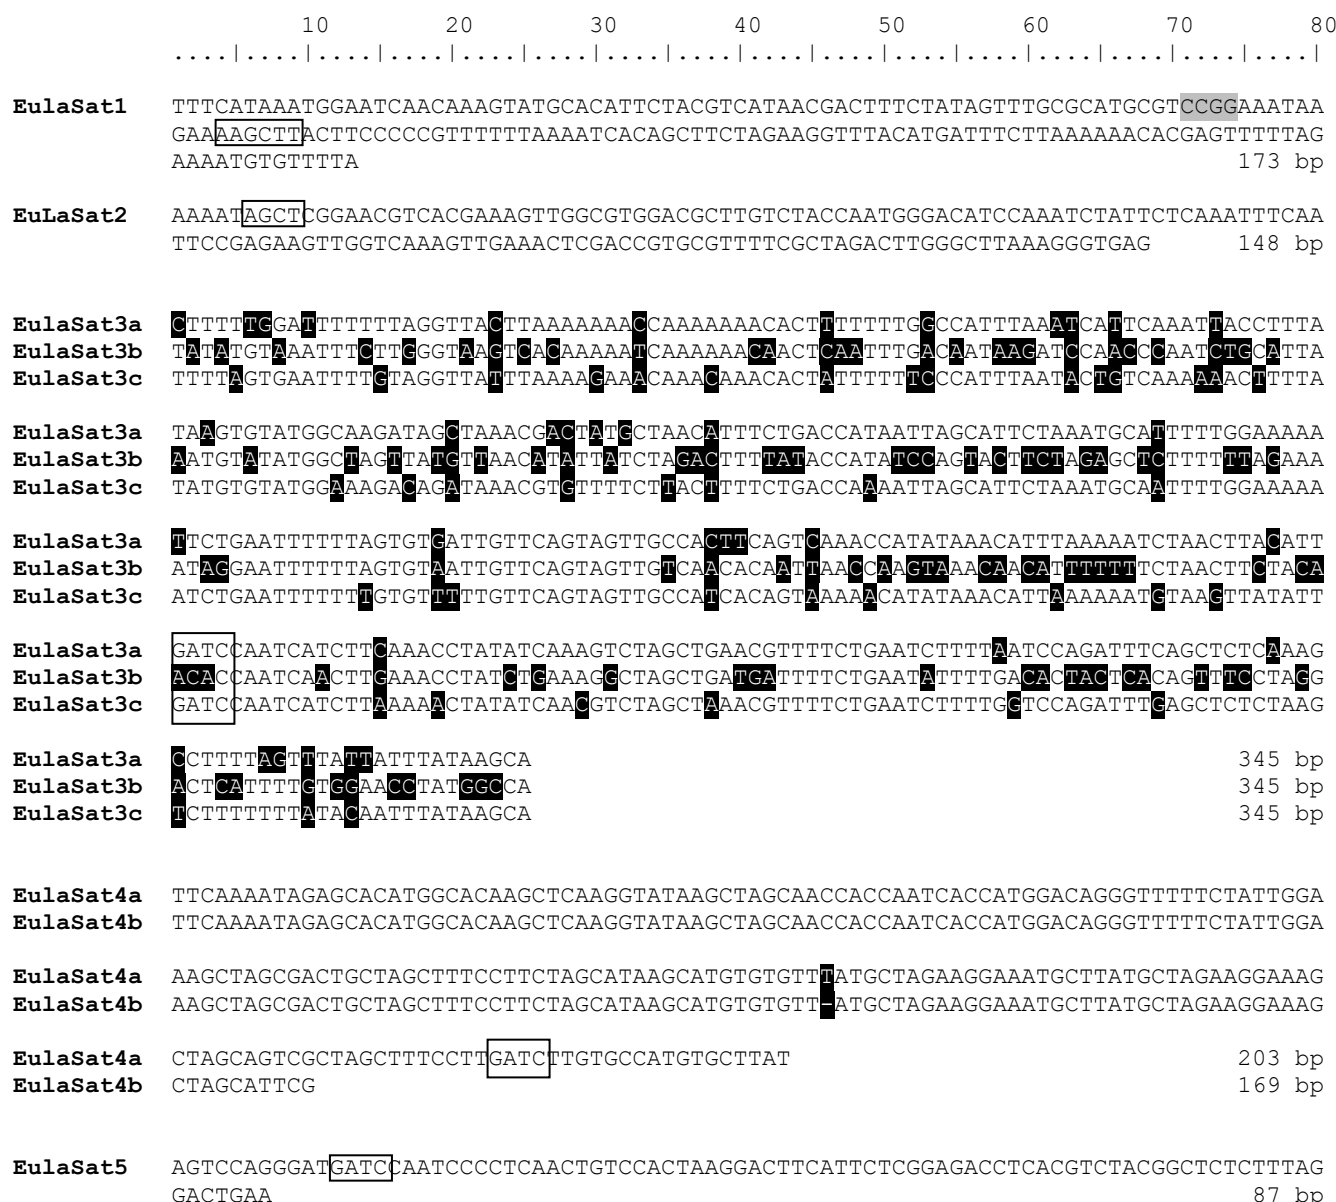 10 20 30 40 50 60 70 80
....|....|....|....|....|....|....|....|....|....|....|....|....|....|....|....|
EulaSat1 TTTCATAAATGGAATCAACAAAGTATGCACATTCTACGTCATAACGACTTTCTATAGTTTGCGCATGCGTCCGGAAATAA
GAAAAGCTTACTTCCCCCGTTTTTTAAAATCACAGCTTCTAGAAGGTTTACATGATTTCTTAAAAAACACGAGTTTTTAG
AAAATGTGTTTTA 173 bp
EuLaSat2 AAAATAGCTCGGAACGTCACGAAAGTTGGCGTGGACGCTTGTCTACCAATGGGACATCCAAATCTATTCTCAAATTTCAA
TTCCGAGAAGTTGGTCAAAGTTGAAACTCGACCGTGCGTTTTCGCTAGACTTGGGCTTAAAGGGTGAG 148 bp
EulaSat3a CTTTTTGGATTTTTTTAGGTTACTTAAAAAAACCAAAAAAACACTTTTTTTGGCCATTTAAATCATTCAAATTACCTTTA
EulaSat3b TATATGTAAATTTCTTGGGTAAGTCACAAAAATCAAAAAACAACTCAATTTGACAATAAGATCCAACCCAATCTGCATTA
EulaSat3c TTTTAGTGAATTTTGTAGGTTATTTAAAAGAAACAAACAAACACTATTTTTTCCCATTTAATACTGTCAAAAAACTTTTA
EulaSat3a TAAGTGTATGGCAAGATAGCTAAACGACTATGCTAACATTTCTGACCATAATTAGCATTCTAAATGCATTTTTGGAAAAA
EulaSat3b AATGTATATGGCTAGTTATGTTAACATATTATCTAGACTTTTATACCATATCCAGTACTTCTAGAGCTCTTTTTTAGAAA
EulaSat3c TATGTGTATGGAAAGACAGATAAACGTGTTTTCTTACTTTTCTGACCAAAATTAGCATTCTAAATGCAATTTTGGAAAAA
EulaSat3a TTCTGAATTTTTTAGTGTGATTGTTCAGTAGTTGCCACTTCAGTCAAACCATATAAACATTTAAAAATCTAACTTACATT
EulaSat3b ATAGGAATTTTTTAGTGTAATTGTTCAGTAGTTGTCAACACAATTAACCAAGTAAACAACATTTTTTTTCTAACTTCTACA
EulaSat3c ATCTGAATTTTTTTGTGTTTTTGTTCAGTAGTTGCCATCACAGTAAAAACATATAAACATTAAAAAATGTAAGTTATATT
EulaSat3a GATCCAATCATCTTCAAACCTATATCAAAGTCTAGCTGAACGTTTTCTGAATCTTTTAATCCAGATTTCAGCTCTCAAAG
EulaSat3b ACACCAATCAACTTGAAACCTATCTGAAAGGCTAGCTGATGATTTTCTGAATATTTTGACACTACTCACAGTTTCCTAGG
EulaSat3c GATCCAATCATCTTAAAAACTATATCAACGTCTAGCTAAACGTTTTCTGAATCTTTTGGTCCAGATTTGAGCTCTCTAAG
EulaSat3a CCTTTTAGTTTATTATTTATAAGCA 345 bp
EulaSat3b ACTCATTTTGTGGAACCTATGGCCA 345 bp
EulaSat3c TCTTTTTTTATACAATTTATAAGCA 345 bp
EulaSat4a TTCAAAATAGAGCACATGGCACAAGCTCAAGGTATAAGCTAGCAACCACCAATCACCATGGACAGGGTTTTTCTATTGGA
EulaSat4b TTCAAAATAGAGCACATGGCACAAGCTCAAGGTATAAGCTAGCAACCACCAATCACCATGGACAGGGTTTTTCTATTGGA
EulaSat4a AAGCTAGCGACTGCTAGCTTTCCTTCTAGCATAAGCATGTGTGTTTATGCTAGAAGGAAATGCTTATGCTAGAAGGAAAG
EulaSat4b AAGCTAGCGACTGCTAGCTTTCCTTCTAGCATAAGCATGTGTGTT-ATGCTAGAAGGAAATGCTTATGCTAGAAGGAAAG
EulaSat4a CTAGCAGTCGCTAGCTTTCCTTGATCTTGTGCCATGTGCTTAT 203 bp
EulaSat4b CTAGCATTCG 169 bp
EulaSat5 AGTCCAGGGATGATCCAATCCCCTCAACTGTCCACTAAGGACTTCATTCTCGGAGACCTCACGTCTACGGCTCTCTTTAG
GACTGAA 87 bp